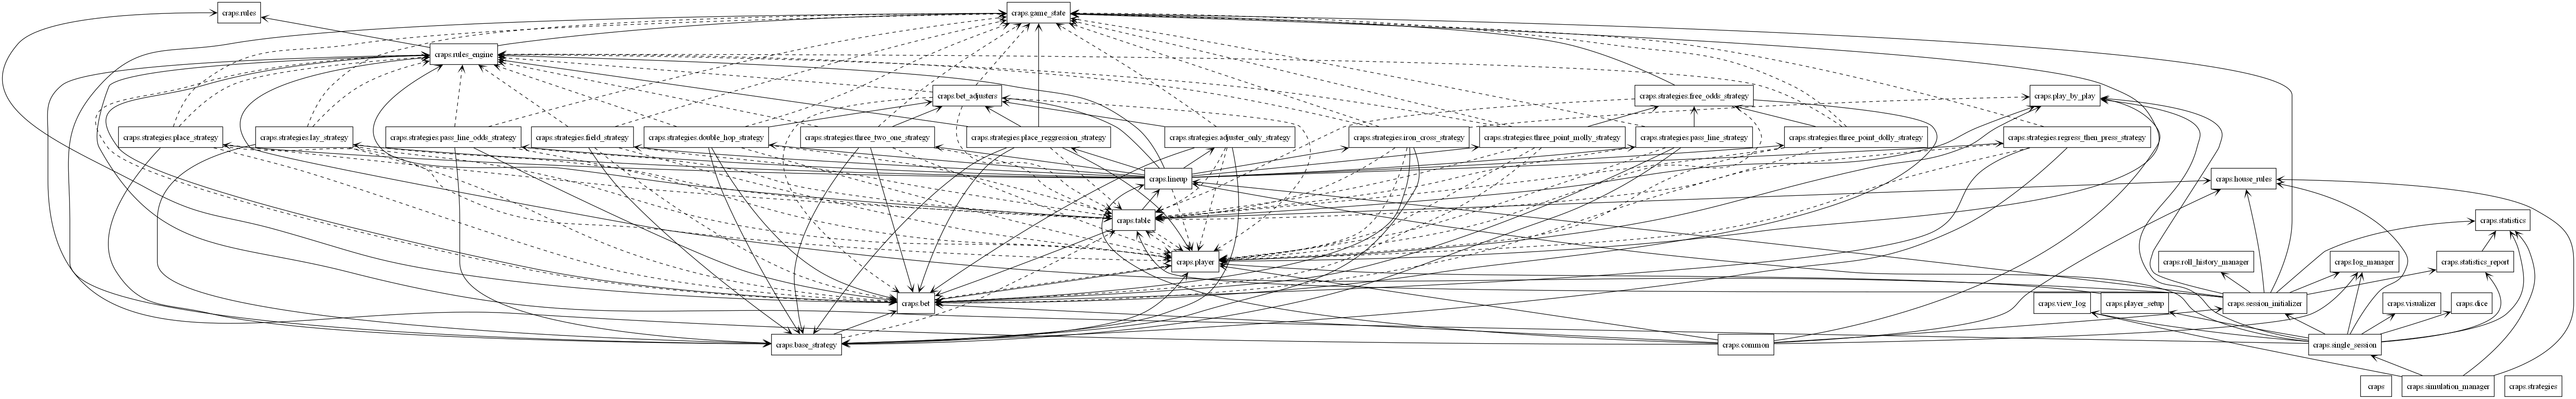 craps.rules
craps.game_state
craps.rules_engine
craps.bet_adjusters
craps.strategies.free_odds_strategy
craps.play_by_play
craps.strategies.place_strategy
craps.strategies.lay_strategy
craps.strategies.pass_line_odds_strategy
craps.strategies.field_strategy
craps.strategies.double_hop_strategy
craps.strategies.three_two_one_strategy
craps.strategies.place_reggression_strategy
craps.strategies.adjuster_only_strategy
craps.strategies.iron_cross_strategy
craps.strategies.three_point_molly_strategy
craps.strategies.pass_line_strategy
craps.strategies.three_point_dolly_strategy
craps.strategies.regress_then_press_strategy
craps.lineup
craps.house_rules
craps.table
craps.statistics
craps.player
craps.roll_history_manager
craps.log_manager
craps.statistics_report
craps.bet
craps.view_log
craps.player_setup
craps.session_initializer
craps.visualizer
craps.dice
craps.base_strategy
craps.common
craps.single_session
craps
craps.simulation_manager
craps.strategies